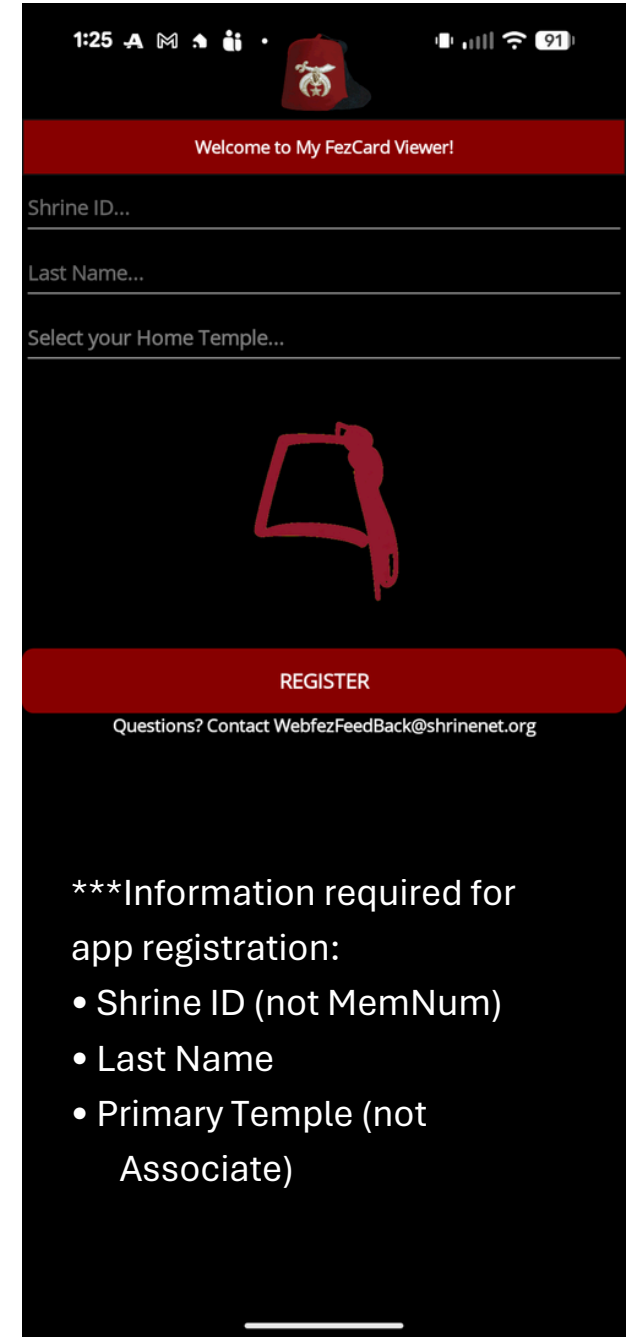 1:25
91
Welcome to My FezCard Viewer!
Shrine ID...
Last Name...
Select your Home Temple...
REGISTER
Questions? Contact WebfezFeedBack@shrinenet.org
***Information required for
app registration:
• Shrine ID (not MemNum)
• Last Name
• Primary Temple (not
Associate)